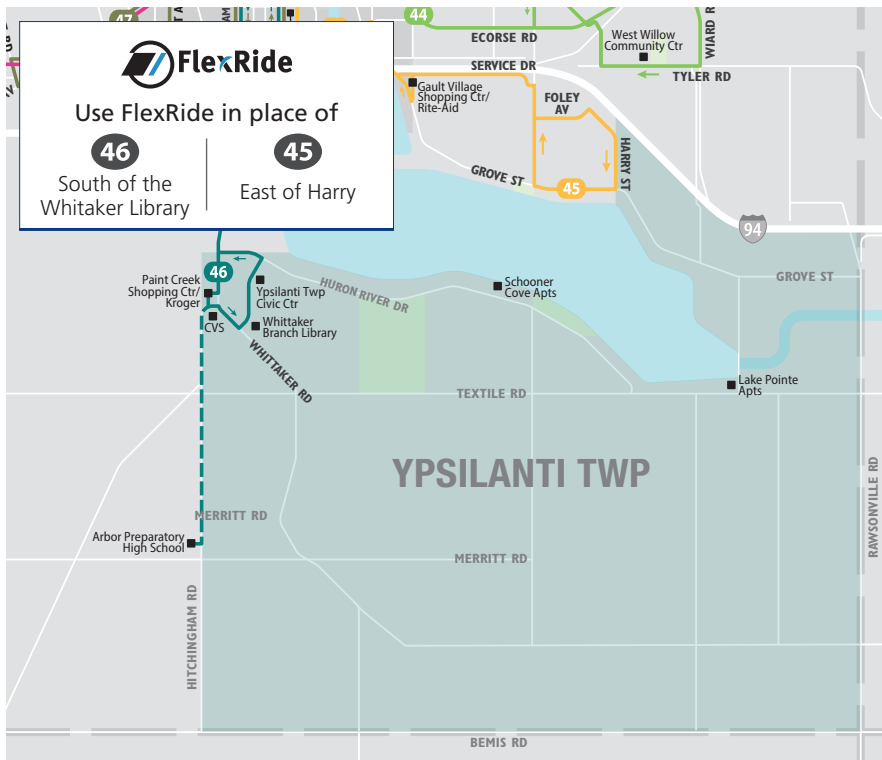 47
44
ECORSE RD
WIARD R
West Willow
Community Ctr
TYLER RD
SERVICE DR
FlexRide
Use FlexRide in place of
46
South of the
Whitaker Library
45
East of Harry
Gault Village
Shopping Ctr/
Rite-Aid
FOLEY
AV
HARRY ST
GROVE ST
45
94
GROVE ST
46
Paint Creek
Shopping Ctr/
Kroger
CVS
Ypsilanti Twp
Civic Ctr
Whittaker
Branch Library
HURON RIVER DR
Schooner
Cove Apts
WHITTAKER RD
TEXTILE RD
Lake Pointe
Apts
YPSILANTI TWP
RAWSONVILLE RD
MERRITT RD
Arbor Preparatory
High School
MERRITT RD
HITCHINGHAM RD
BEMIS RD